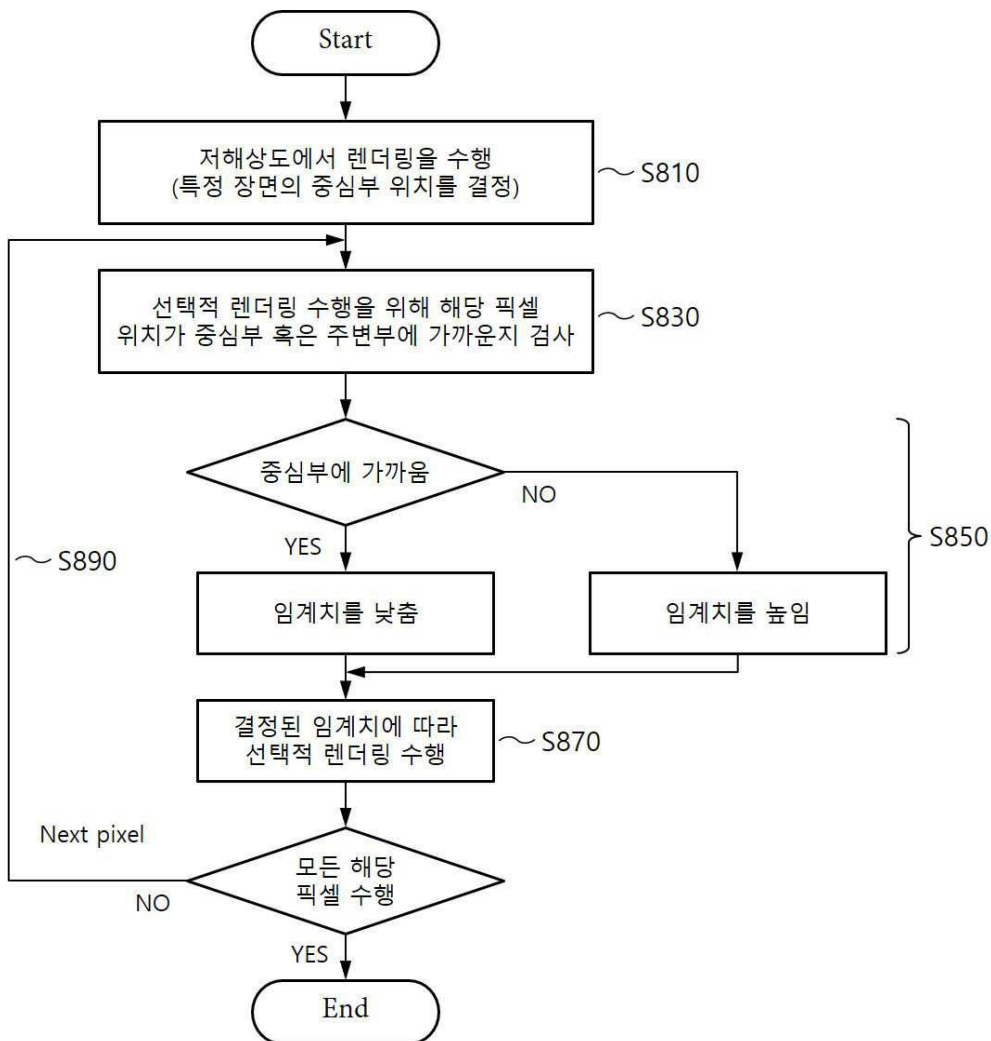 Start
저해상도에서 렌더링을 수행
(특정 장면의 중심부 위치를 결정)
S810
선택적 렌더링 수행을 위해 해당 픽셀
위치가 중심부 혹은 주변부에 가까운지 검사
S830
중심부에 가까움
NO
YES
S850
S890
임계치를 낮춤
임계치를 높임
결정된 임계치에 따라
선택적 렌더링 수행
S870
Next pixel
모든 해당
픽셀 수행
NO
YES
End